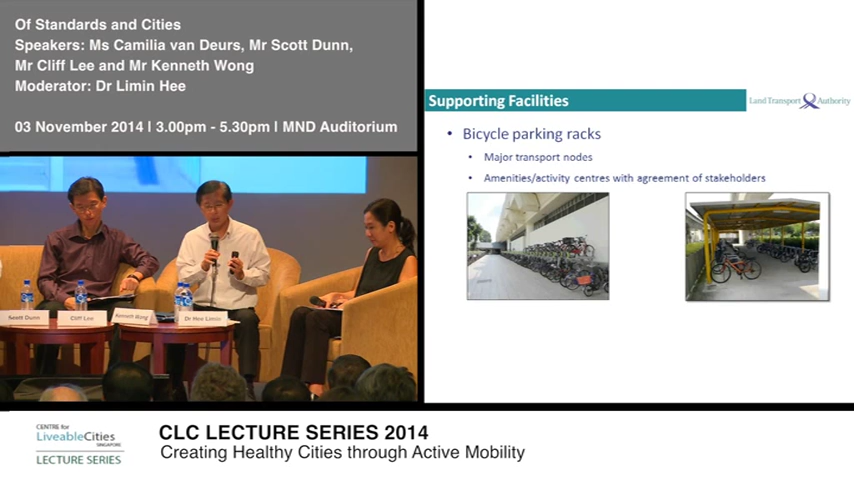 Of Standards and Cities
Speakers: Ms Camilia van Deurs, Mr Scott Dunn,
Mr Cliff Lee and Mr Kenneth Wong
Moderator: Dr Limin Hee
03 November 2014 | 3.00pm - 5.30pm | MND Auditorium
Supporting Facilities
Land Transport Authority
• Bicycle parking racks
• Major transport nodes
• Amenities/activity centres with agreement of stakeholders
Scott Dunn
Cliff Lee
Kenneth Wong
Dr Hee Limin
CENTRE for
LiveableCities
SINGAPORE
LECTURE SERIES
CLC LECTURE SERIES 2014
Creating Healthy Cities through Active Mobility